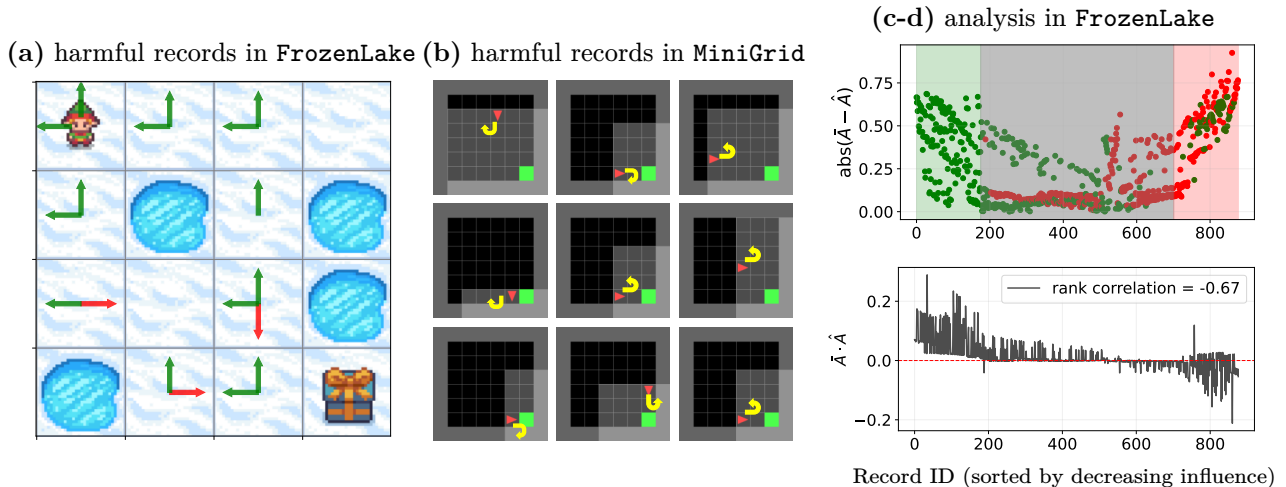 (a) harmful records in FrozenLake
(b) harmful records in MiniGrid
(c-d) analysis in FrozenLake
abs(Ā − Â)
0.75
0.50
0.25
0.00
0 200 400 600 800
Ā · Â
0.2
0.0
−0.2
rank correlation = -0.67
0 200 400 600 800
Record ID (sorted by decreasing influence)